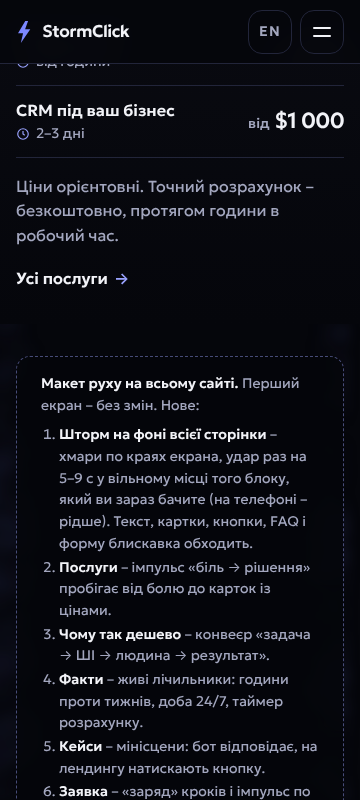 StormClick
EN
від години
CRM під ваш бізнес
2–3 дні
від $1 000
Ціни орієнтовні. Точний розрахунок –
безкоштовно, протягом години в
робочий час.
Усі послуги →
Макет руху на всьому сайті. Перший
екран – без змін. Нове:
1. Шторм на фоні всієї сторінки –
хмари по краях екрана, удар раз на
5–9 с у вільному місці того блоку,
який ви зараз бачите (на телефоні –
рідше). Текст, картки, кнопки, FAQ і
форму блискавка обходить.
2. Послуги – імпульс «біль → рішення»
пробігає від болю до карток із
цінами.
3. Чому так дешево – конвеєр «задача
→ ШІ → людина → результат».
4. Факти – живі лічильники: години
проти тижнів, доба 24/7, таймер
розрахунку.
5. Кейси – мінісцени: бот відповідає, на
лендингу натискають кнопку.
6. Заявка – «заряд» кроків і імпульс по